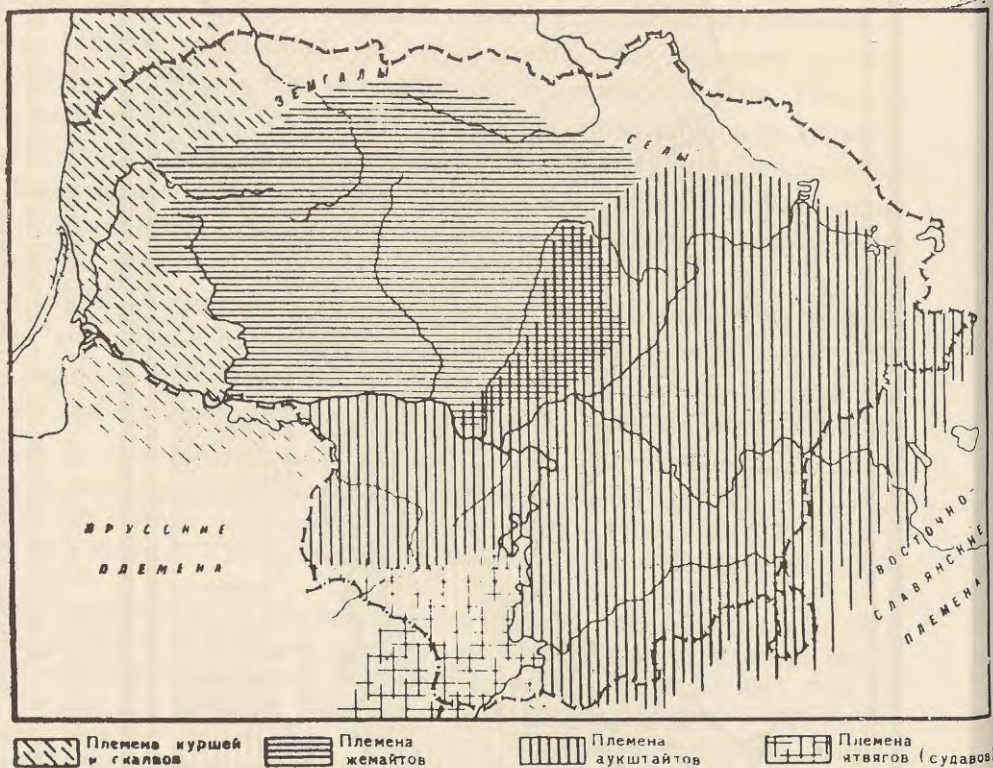 ЗЕМГАЛЫ
СЕЛЫ
ПРУССКИЕ
ПЛЕМЕНА
ВОСТОЧНО-
СЛАВЯНСКИЕ
ПЛЕМЕНА
Племена куршей
и скалвов
Племена
жемайтов
Племена
аукштайтов
Племена
ятвягов (судавов